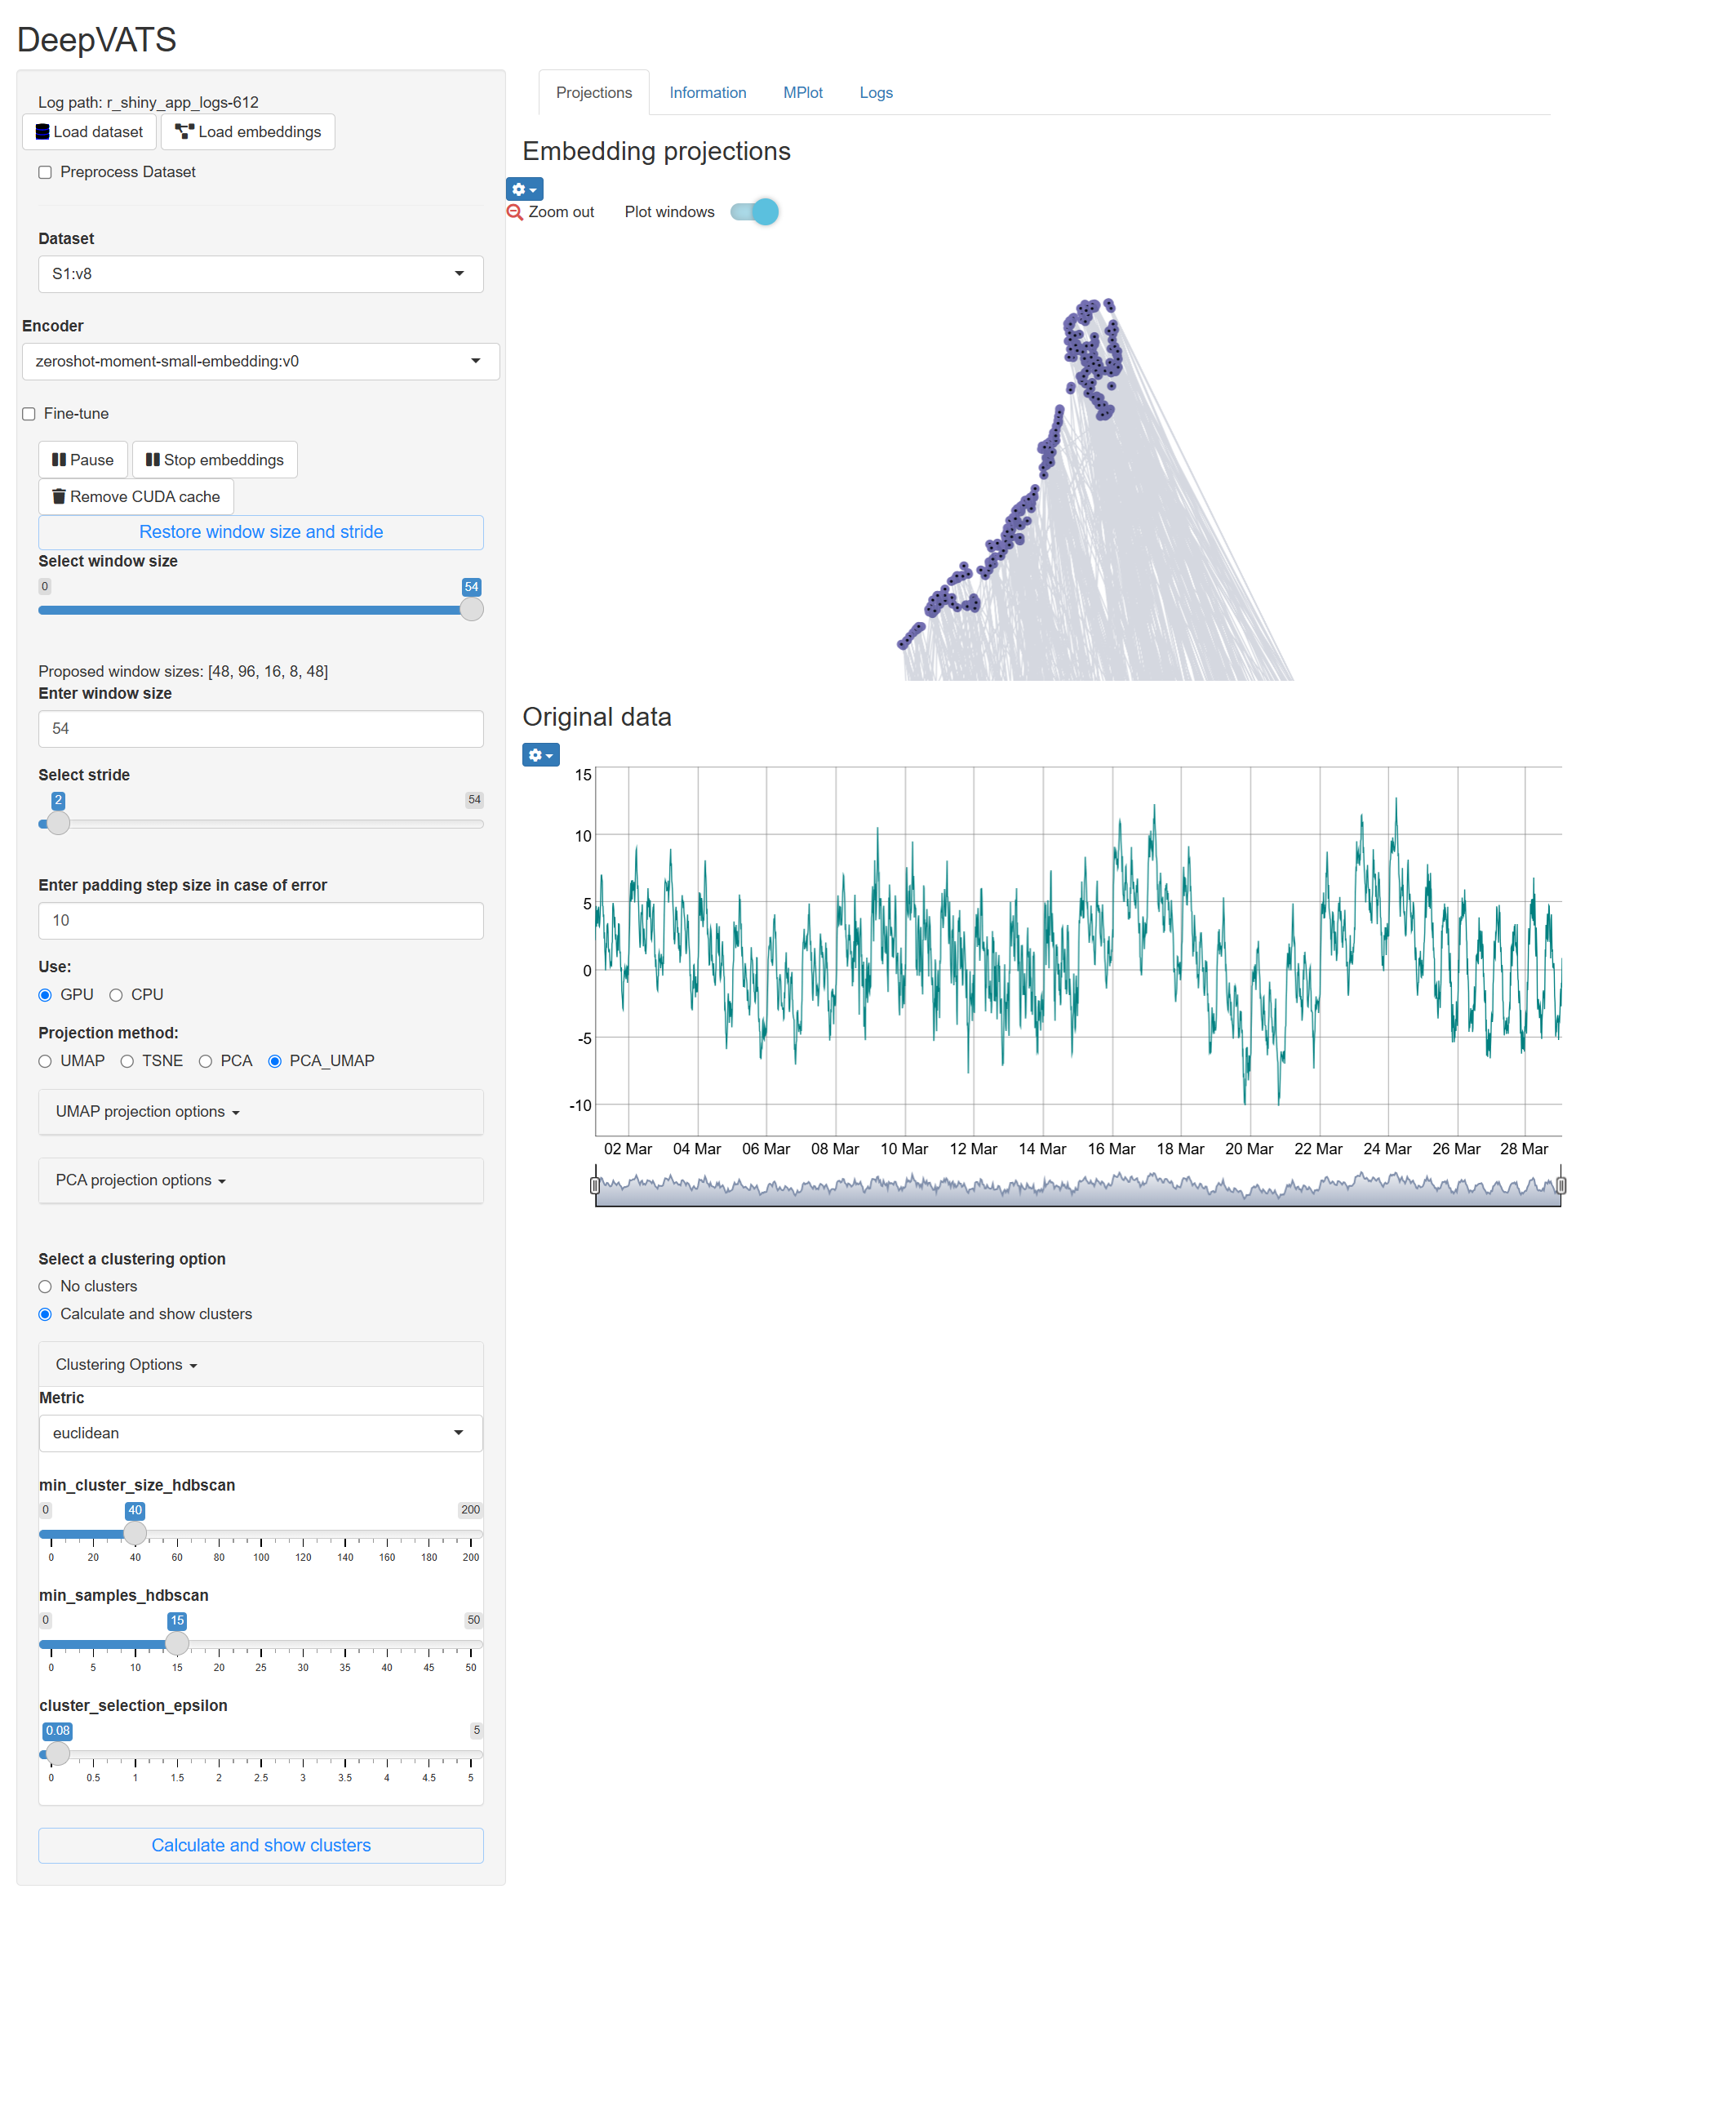 DeepVATS
Log path: r_shiny_app_logs-612
Load dataset Load embeddings
Preprocess Dataset
Dataset
S1:v8
Encoder
zeroshot-moment-small-embedding:v0
Fine-tune
Pause Stop embeddings
Remove CUDA cache
Restore window size and stride
Select window size
0 54
Proposed window sizes: [48, 96, 16, 8, 48]
Enter window size
54
Select stride
2 54
Enter padding step size in case of error
10
Use:
GPU CPU
Projection method:
UMAP TSNE PCA PCA_UMAP
UMAP projection options
PCA projection options
Select a clustering option
No clusters
Calculate and show clusters
Clustering Options
Metric
euclidean
min_cluster_size_hdbscan
0 40 200
0 20 40 60 80 100 120 140 160 180 200
min_samples_hdbscan
0 15 50
0 5 10 15 20 25 30 35 40 45 50
cluster_selection_epsilon
0.08 5
0 0.5 1 1.5 2 2.5 3 3.5 4 4.5 5
Calculate and show clusters
Projections Information MPlot Logs
Embedding projections
Zoom out Plot windows
Original data
15
10
5
0
-5
-10
02 Mar 04 Mar 06 Mar 08 Mar 10 Mar 12 Mar 14 Mar 16 Mar 18 Mar 20 Mar 22 Mar 24 Mar 26 Mar 28 Mar